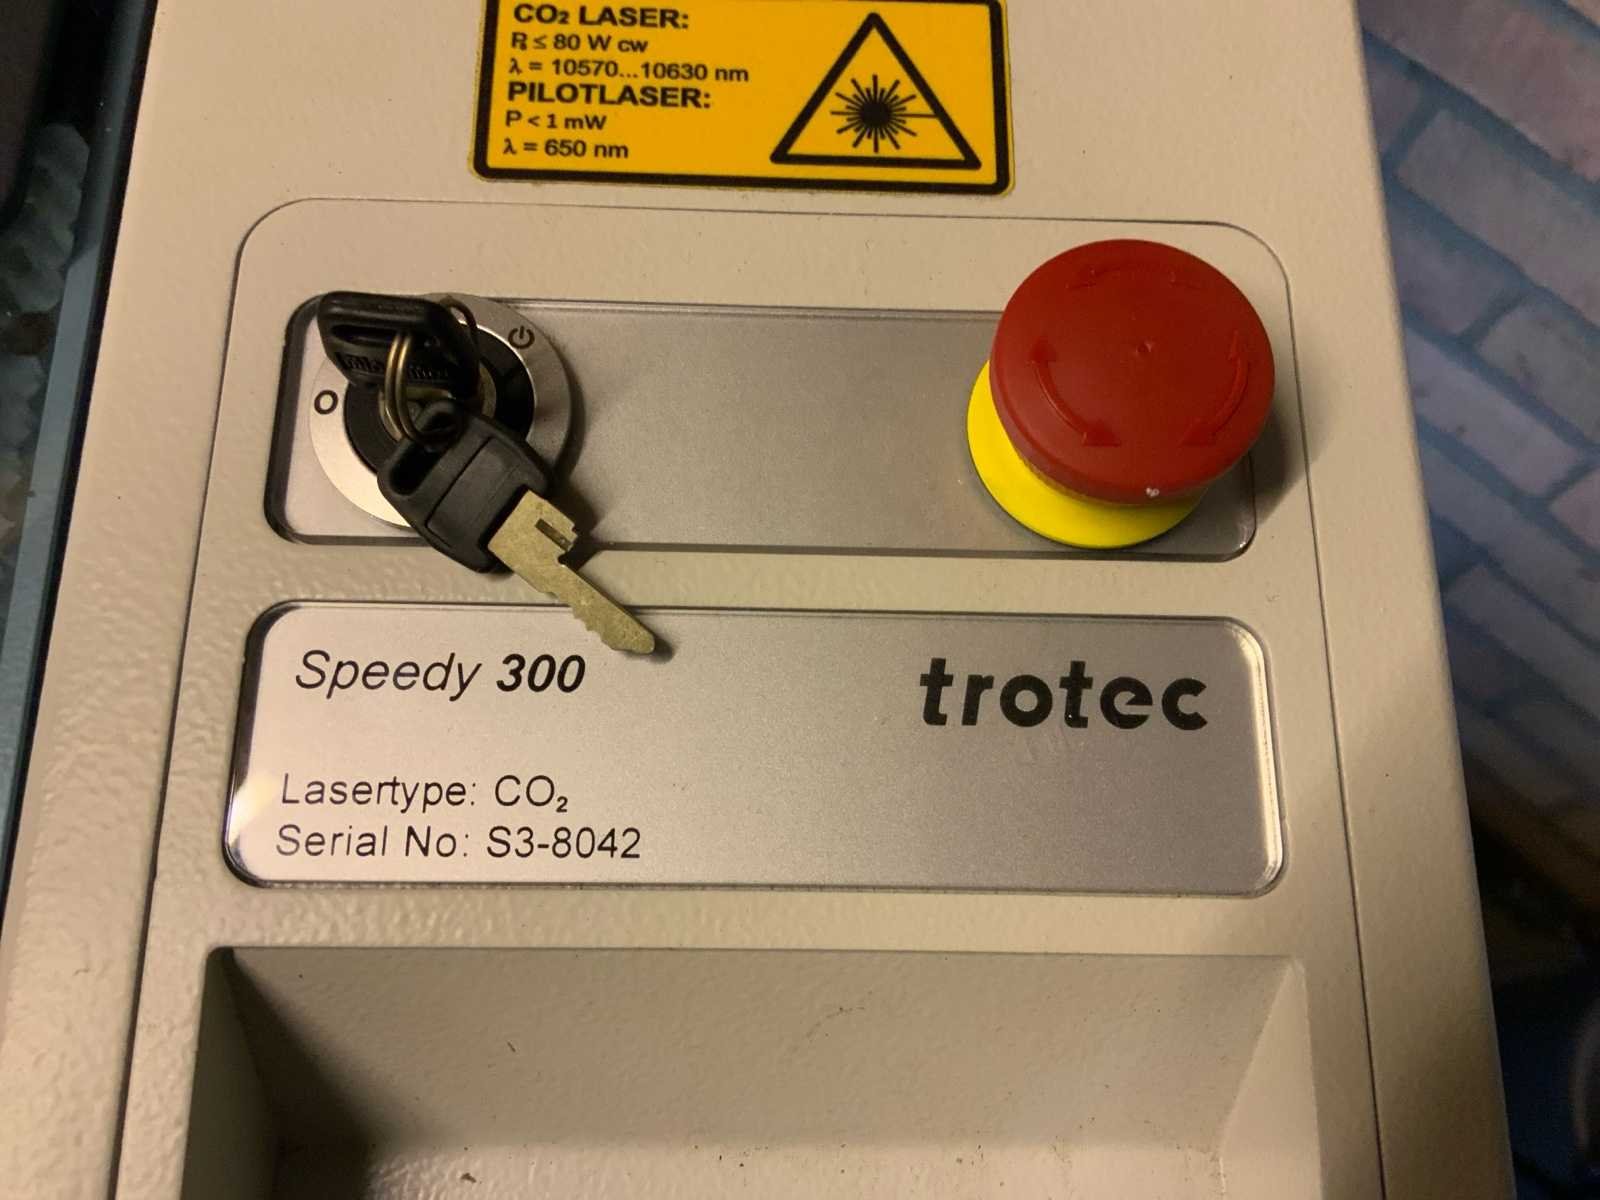 CO₂ LASER:
P₀ ≤ 80 W cw
λ = 10570...10630 nm
PILOTLASER:
P < 1 mW
λ = 650 nm
O
Speedy 300
trotec
Lasertype: CO₂
Serial No: S3-8042